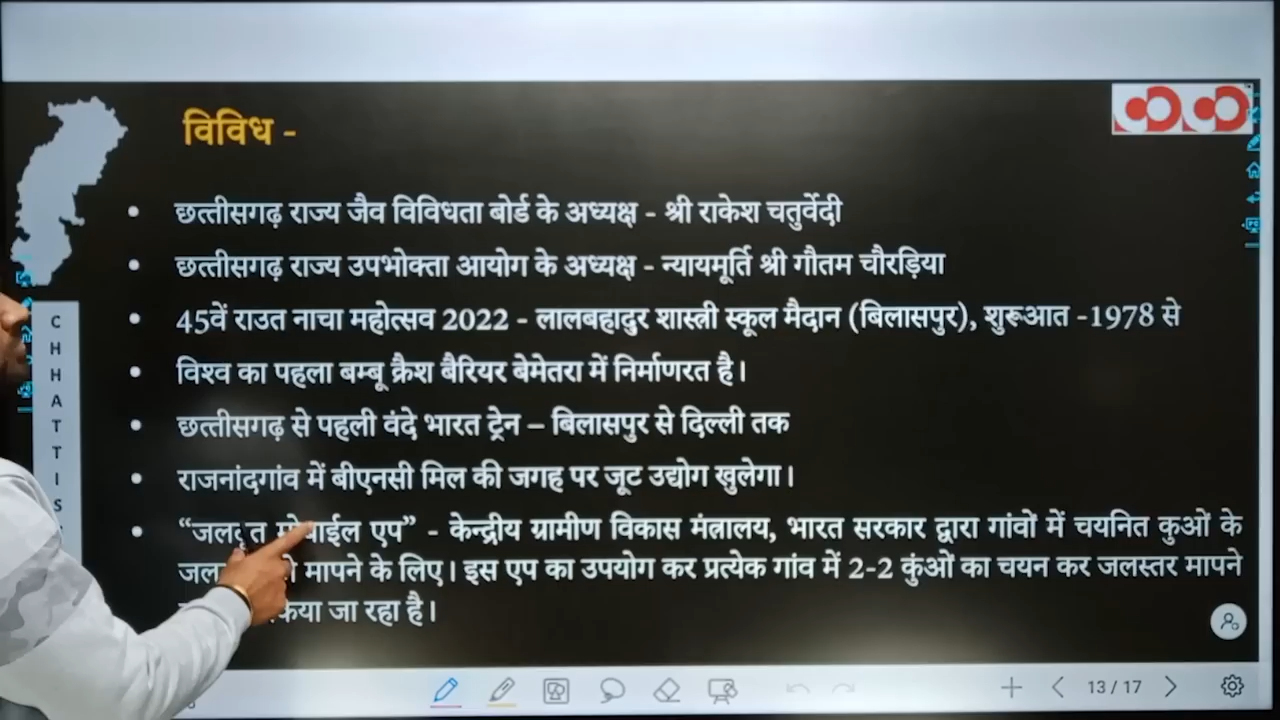 विविध -
छत्तीसगढ़ राज्य जैव विविधता बोर्ड के अध्यक्ष - श्री राकेश चतुर्वेदी
छत्तीसगढ़ राज्य उपभोक्ता आयोग के अध्यक्ष - न्यायमूर्ति श्री गौतम चौरड़िया
45वें राउत नाचा महोत्सव 2022 - लालबहादुर शास्त्री स्कूल मैदान (बिलासपुर), शुरूआत -1978 से
विश्व का पहला बम्बू क्रैश बैरियर बेमेतरा में निर्माणरत है।
छत्तीसगढ़ से पहली वंदे भारत ट्रेन – बिलासपुर से दिल्ली तक
राजनांदगांव में बीएनसी मिल की जगह पर जूट उद्योग खुलेगा।
एप” - केन्द्रीय ग्रामीण विकास मंत्रालय, भारत सरकार द्वारा गांवों में चयनित कुओं के
मापने के लिए। इस एप का उपयोग कर प्रत्येक गांव में 2-2 कुंओं का चयन कर जलस्तर मापने
किया जा रहा है।
CHHATTIS
13 / 17